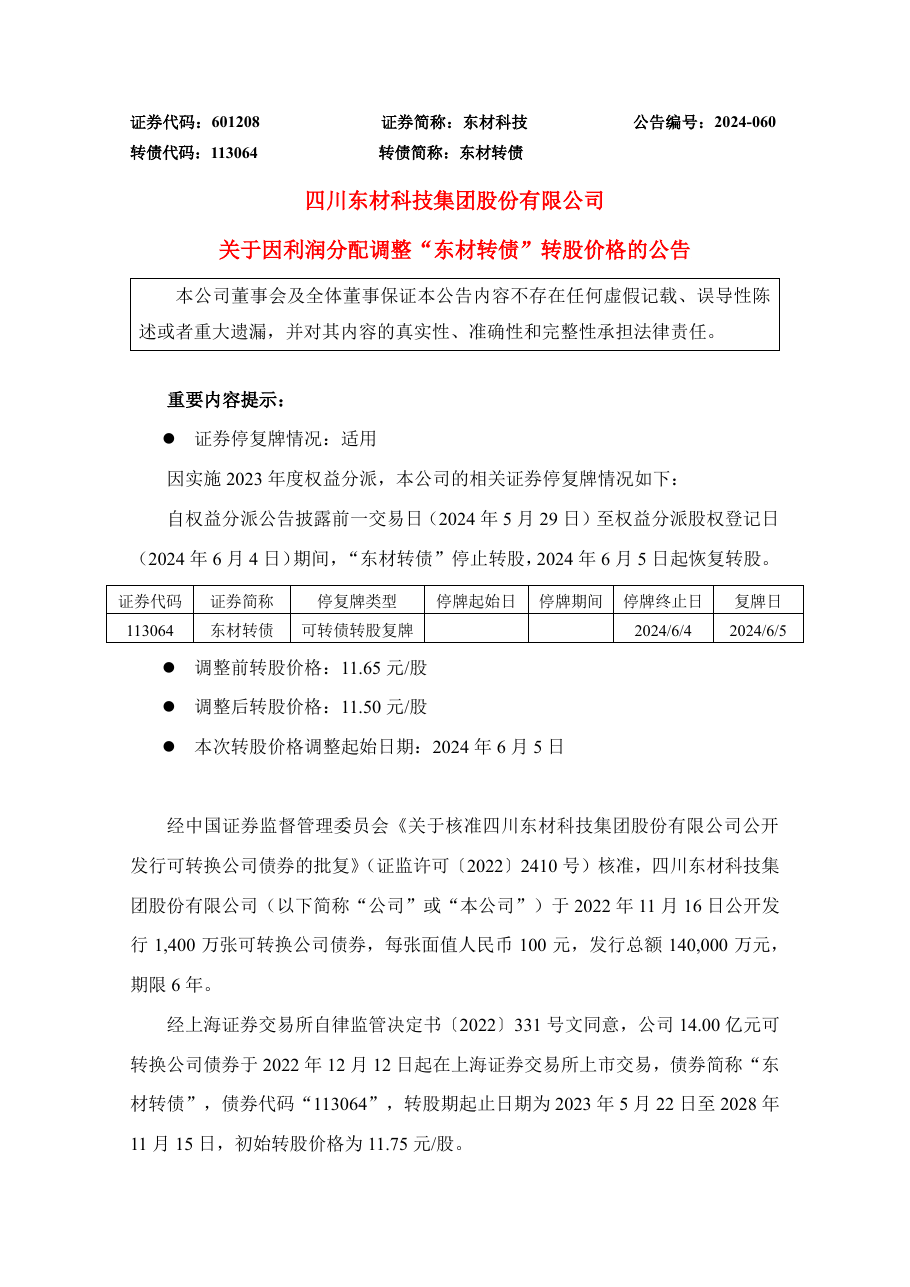 证券代码：601208 证券简称：东材科技 公告编号：2024-060
转债代码：113064 转债简称：东材转债
四川东材科技集团股份有限公司
关于因利润分配调整“东材转债”转股价格的公告
本公司董事会及全体董事保证本公告内容不存在任何虚假记载、误导性陈
述或者重大遗漏，并对其内容的真实性、准确性和完整性承担法律责任。
重要内容提示：
● 证券停复牌情况：适用
因实施 2023 年度权益分派，本公司的相关证券停复牌情况如下：
自权益分派公告披露前一交易日（2024 年 5 月 29 日）至权益分派股权登记日
（2024 年 6 月 4 日）期间，“东材转债”停止转股，2024 年 6 月 5 日起恢复转股。
证券代码 证券简称 停复牌类型 停牌起始日 停牌期间 停牌终止日 复牌日
113064 东材转债 可转债转股复牌 2024/6/4 2024/6/5
● 调整前转股价格：11.65 元/股
● 调整后转股价格：11.50 元/股
● 本次转股价格调整起始日期：2024 年 6 月 5 日
经中国证券监督管理委员会《关于核准四川东材科技集团股份有限公司公开
发行可转换公司债券的批复》（证监许可〔2022〕2410 号）核准，四川东材科技集
团股份有限公司（以下简称“公司”或“本公司”）于 2022 年 11 月 16 日公开发
行 1,400 万张可转换公司债券，每张面值人民币 100 元，发行总额 140,000 万元，
期限 6 年。
经上海证券交易所自律监管决定书〔2022〕331 号文同意，公司 14.00 亿元可
转换公司债券于 2022 年 12 月 12 日起在上海证券交易所上市交易，债券简称“东
材转债”，债券代码“113064”，转股期起止日期为 2023 年 5 月 22 日至 2028 年
11 月 15 日，初始转股价格为 11.75 元/股。